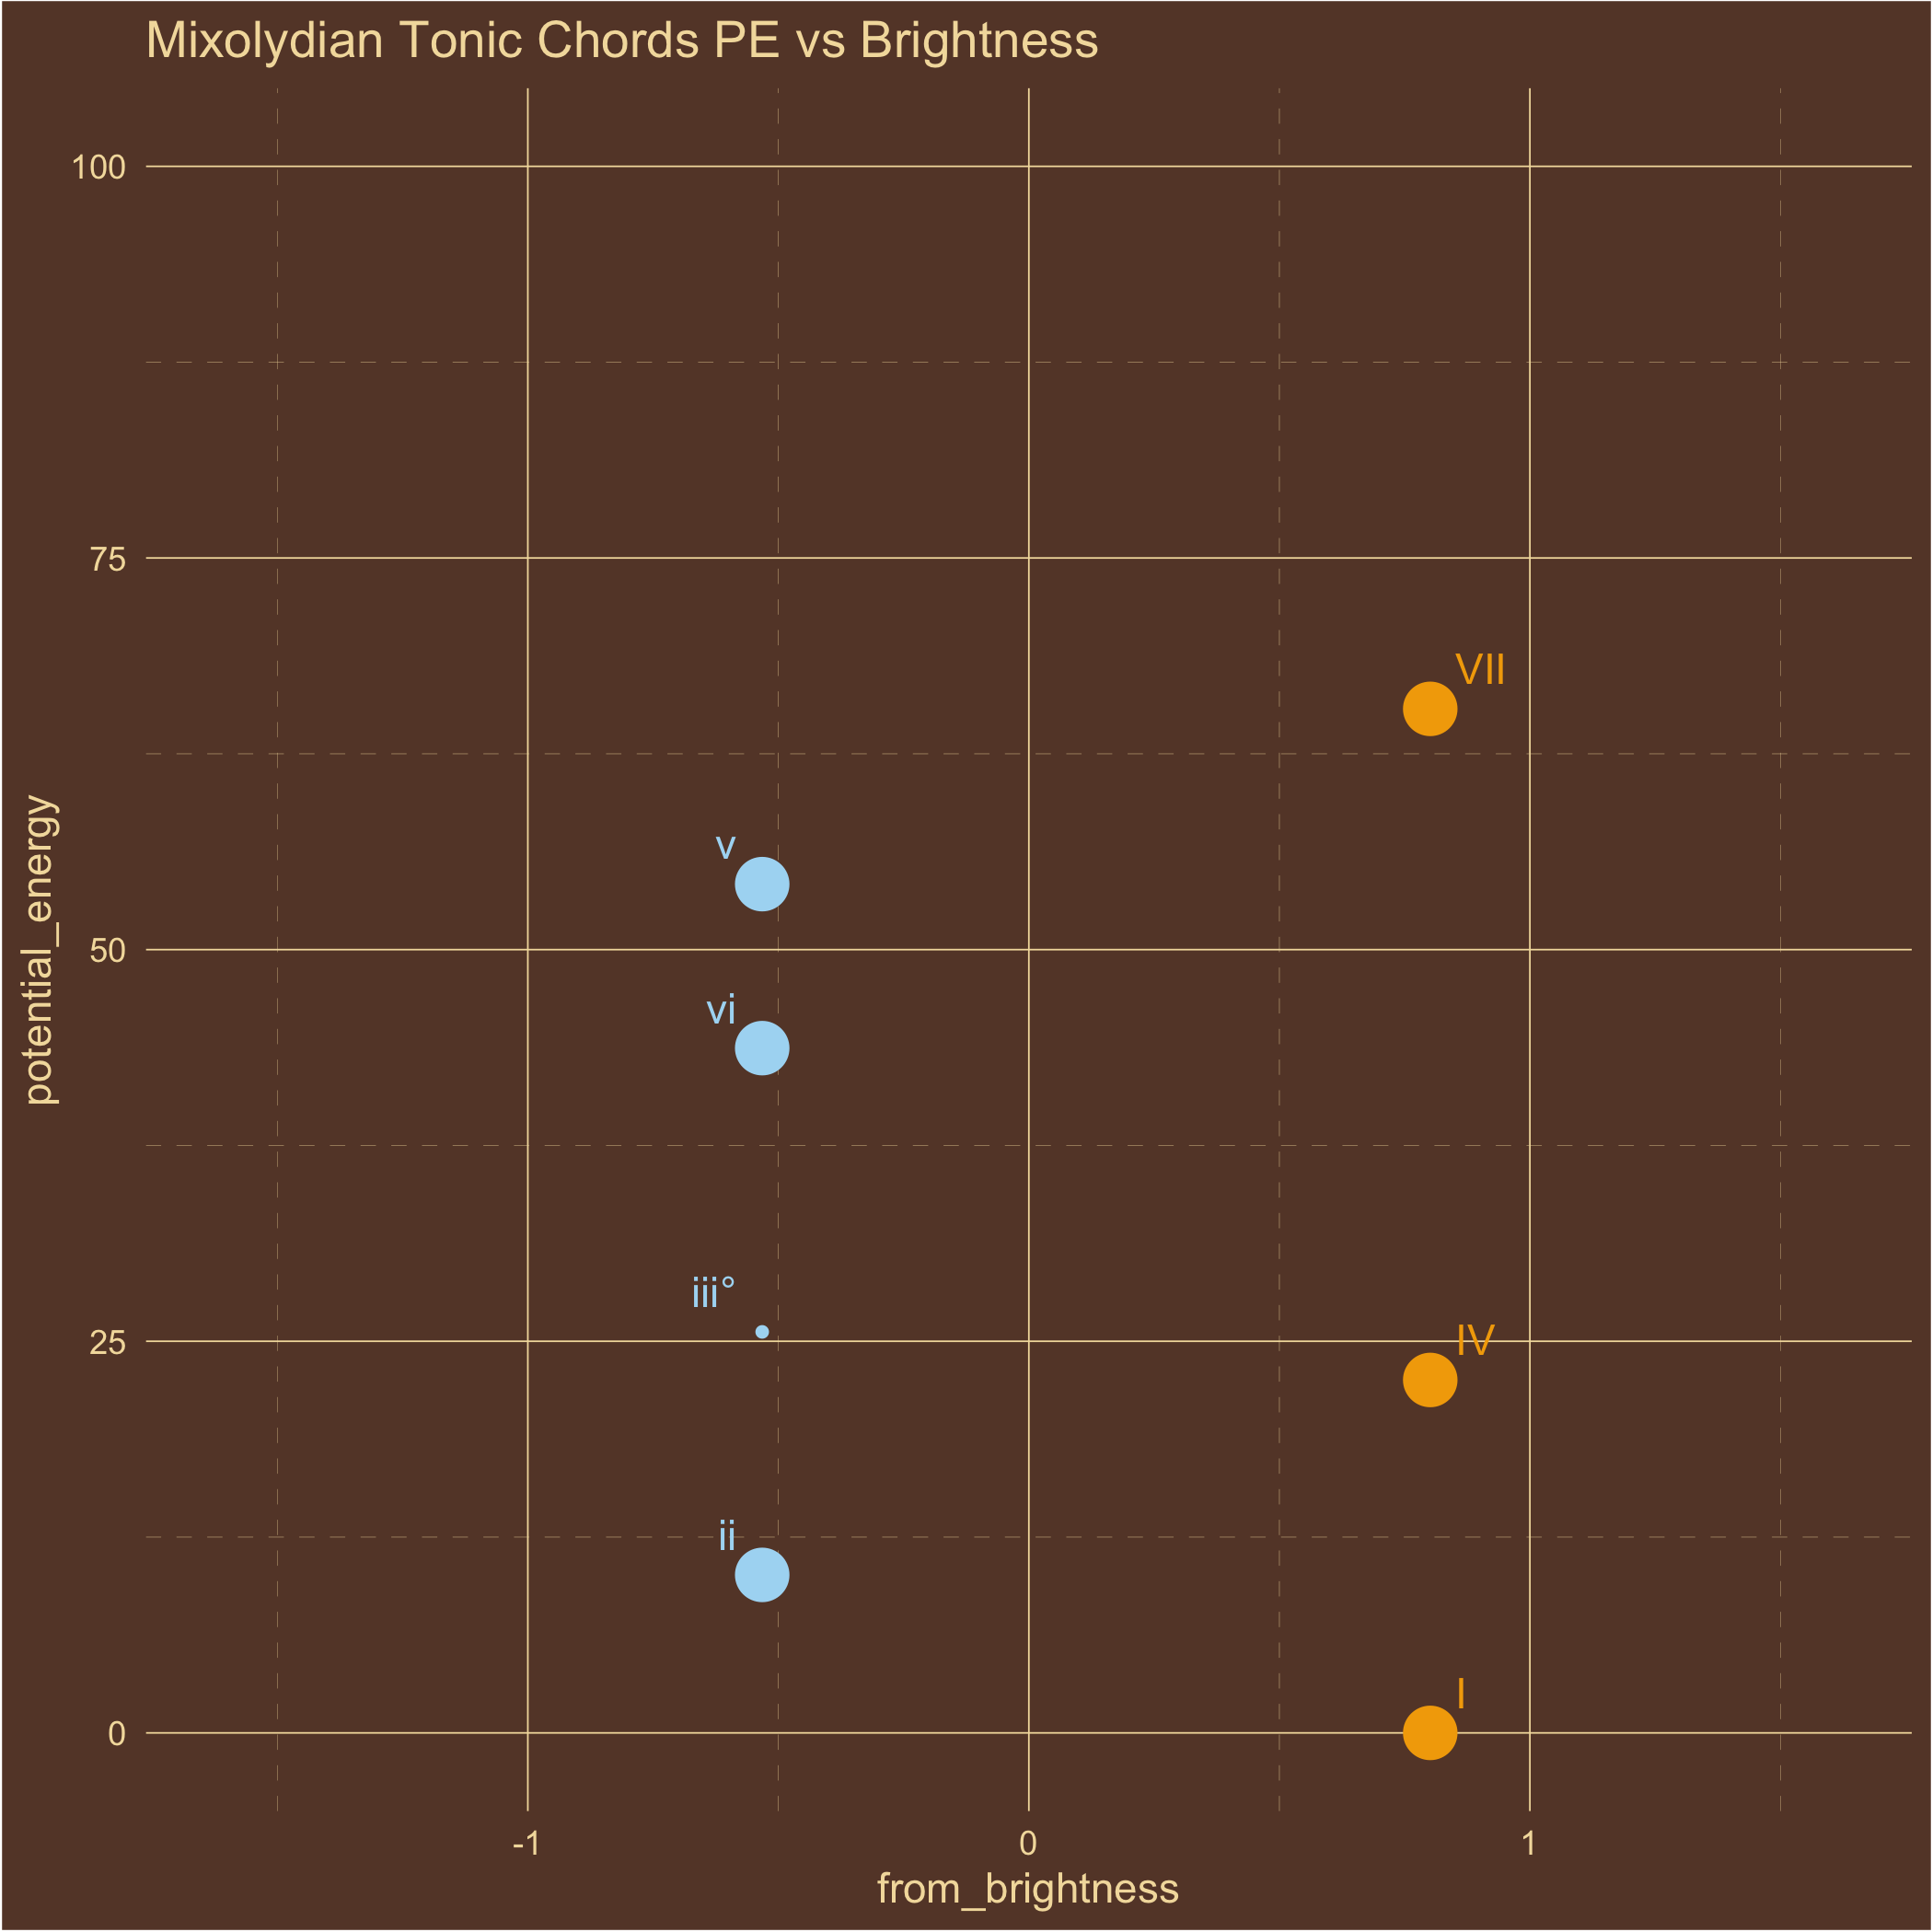 Mixolydian Tonic Chords PE vs Brightness
100
75
50
25
0
potential_energy
VII
v
vi
iii°
IV
ii
I
-1
0
1
from_brightness